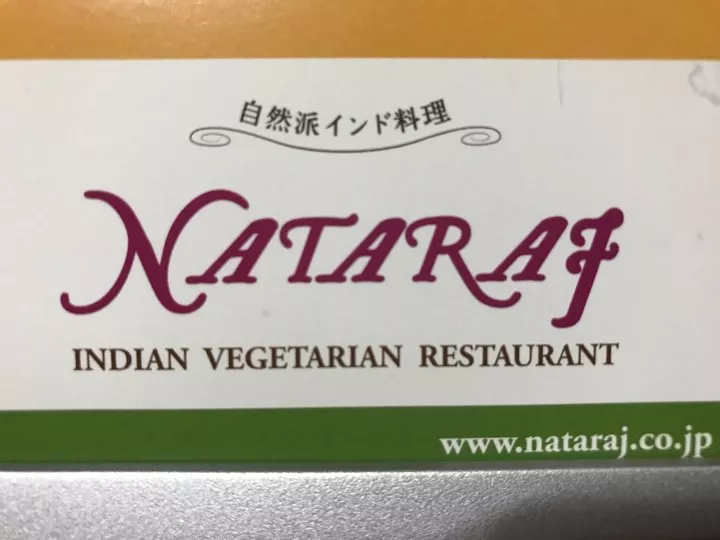 自然派インド料理
NATARAJ
INDIAN VEGETARIAN RESTAURANT
www.nataraj.co.jp